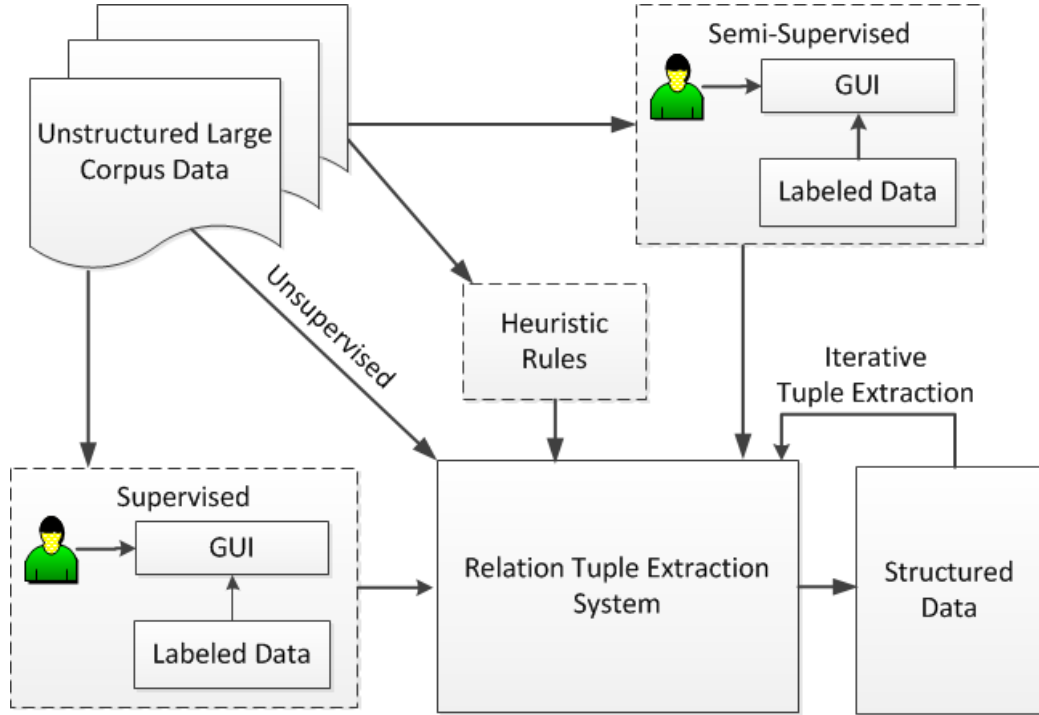 Semi-Supervised
GUI
Labeled Data
Unstructured Large
Corpus Data
Unsupervised
Heuristic
Rules
Iterative
Tuple Extraction
Supervised
GUI
Labeled Data
Relation Tuple Extraction
System
Structured
Data